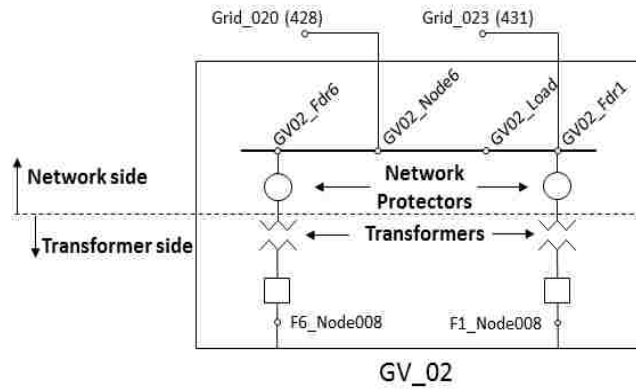 Grid_020 (428)
Grid_023 (431)
GV02_Fdr6
GV02_Node6
GV02_Load
GV02_Fdr1
Network side
Network
Protectors
Transformer side
Transformers
F6_Node008
F1_Node008
GV_02